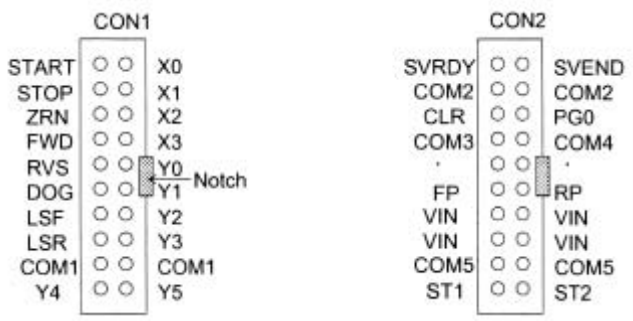 CON1 CON2
START X0 SVRDY SVEND
STOP X1 COM2 COM2
ZRN X2 CLR PG0
FWD X3 COM3 COM4
RVS Y0 · ·
DOG Y1 Notch FP RP
LSF Y2 VIN VIN
LSR Y3 VIN VIN
COM1 COM1 COM5 COM5
Y4 Y5 ST1 ST2